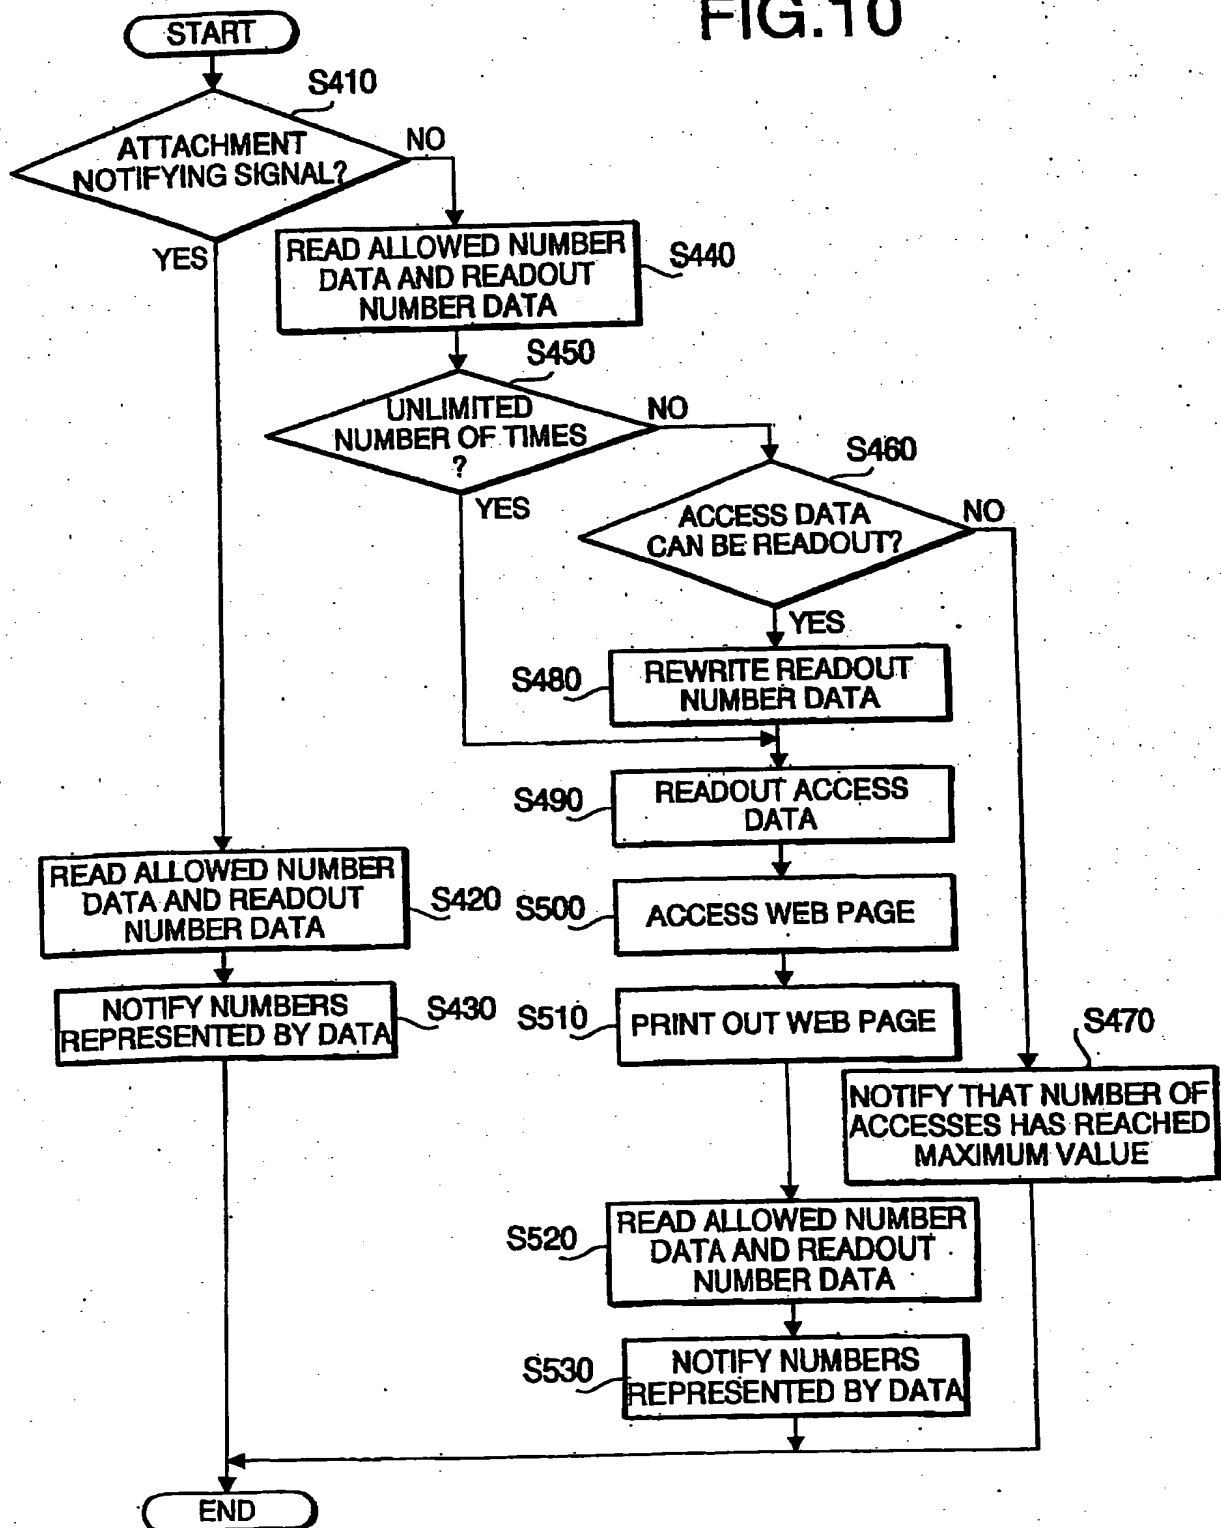 FIG.10
START
S410
ATTACHMENT
NOTIFYING SIGNAL?
NO
YES
READ ALLOWED NUMBER
DATA AND READOUT
NUMBER DATA
S440
S450
UNLIMITED
NUMBER OF TIMES
?
NO
YES
S460
ACCESS DATA
CAN BE READOUT?
NO
YES
S480
REWRITE READOUT
NUMBER DATA
S490
READOUT ACCESS
DATA
READ ALLOWED NUMBER
DATA AND READOUT
NUMBER DATA
S420
S500
ACCESS WEB PAGE
NOTIFY NUMBERS
REPRESENTED BY DATA
S430
S510
PRINT OUT WEB PAGE
S470
NOTIFY THAT NUMBER OF
ACCESSES HAS REACHED
MAXIMUM VALUE
S520
READ ALLOWED NUMBER
DATA AND READOUT
NUMBER DATA
S530
NOTIFY NUMBERS
REPRESENTED BY DATA
END